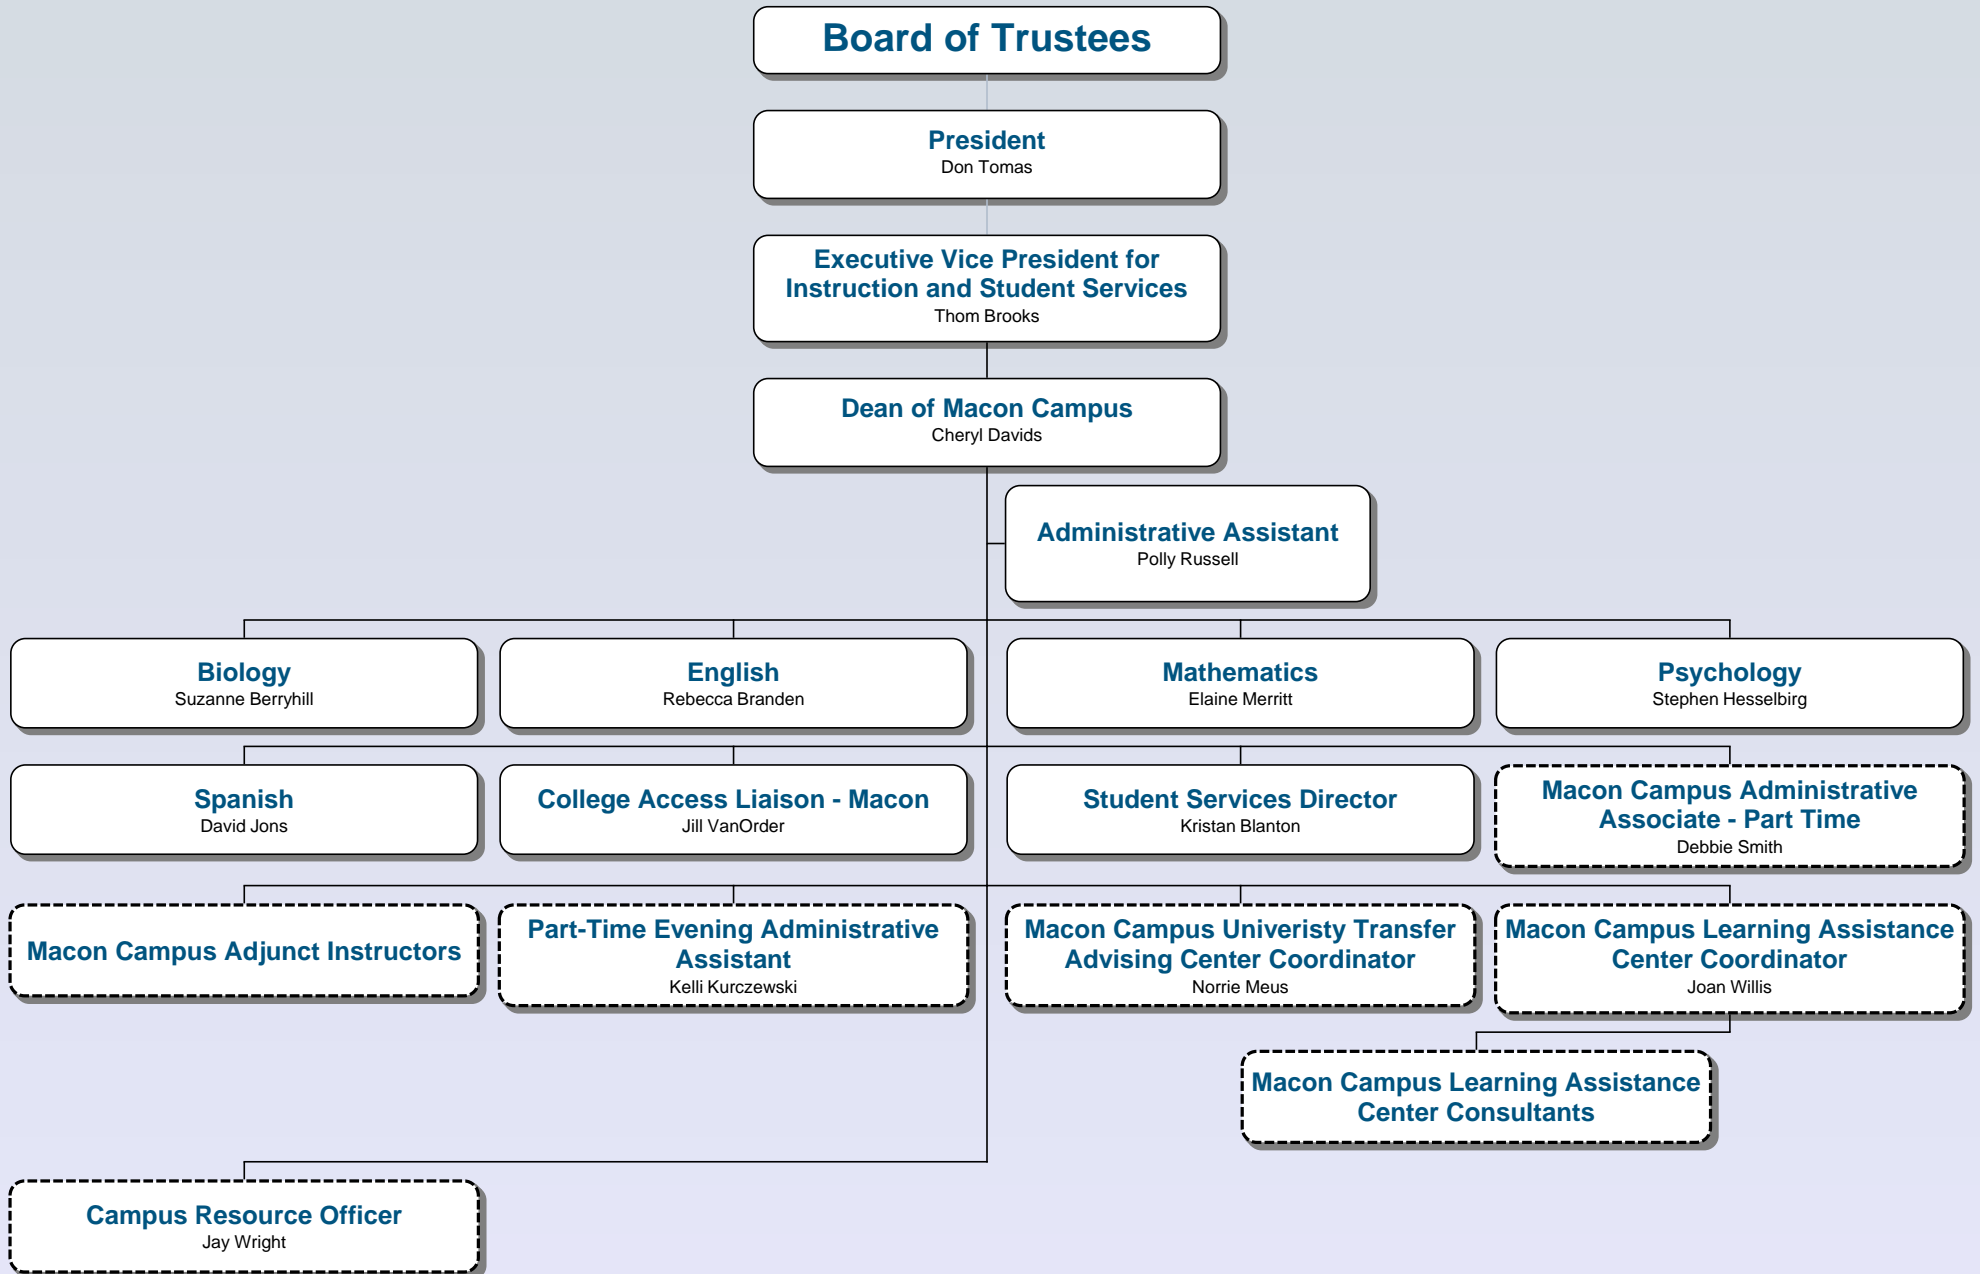 Board of Trustees
President
Don Tomas
Executive Vice President for
Instruction and Student Services
Thom Brooks
Dean of Macon Campus
Cheryl Davids
Administrative Assistant
Polly Russell
Biology
Suzanne Berryhill
English
Rebecca Branden
Mathematics
Elaine Merritt
Psychology
Stephen Hesselbirg
Spanish
David Jons
College Access Liaison - Macon
Jill VanOrder
Student Services Director
Kristan Blanton
Macon Campus Administrative
Associate - Part Time
Debbie Smith
Macon Campus Adjunct Instructors
Part-Time Evening Administrative
Assistant
Kelli Kurczewski
Macon Campus Univeristy Transfer
Advising Center Coordinator
Norrie Meus
Macon Campus Learning Assistance
Center Coordinator
Joan Willis
Macon Campus Learning Assistance
Center Consultants
Campus Resource Officer
Jay Wright